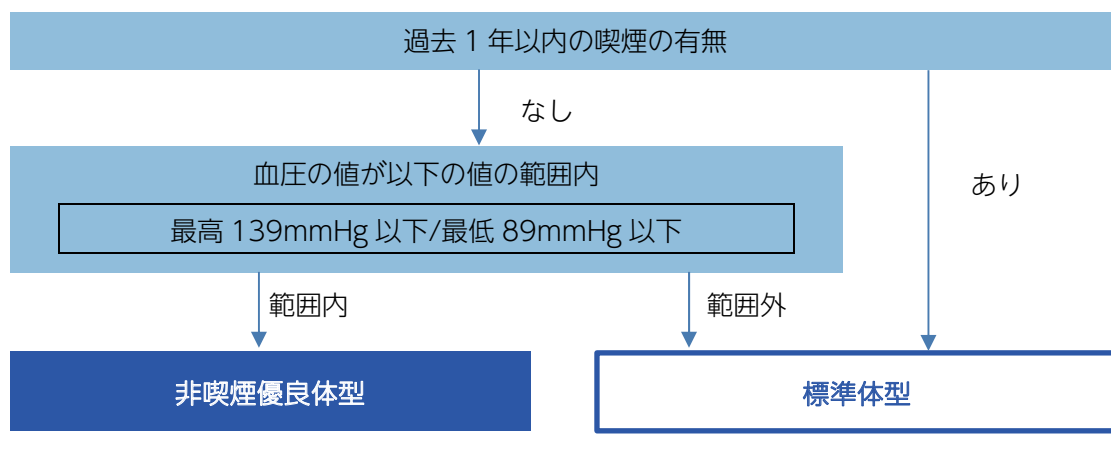 過去 1 年以内の喫煙の有無
なし
血圧の値が以下の値の範囲内
あり
最高 139mmHg 以下/最低 89mmHg 以下
範囲内
範囲外
非喫煙優良体型
標準体型